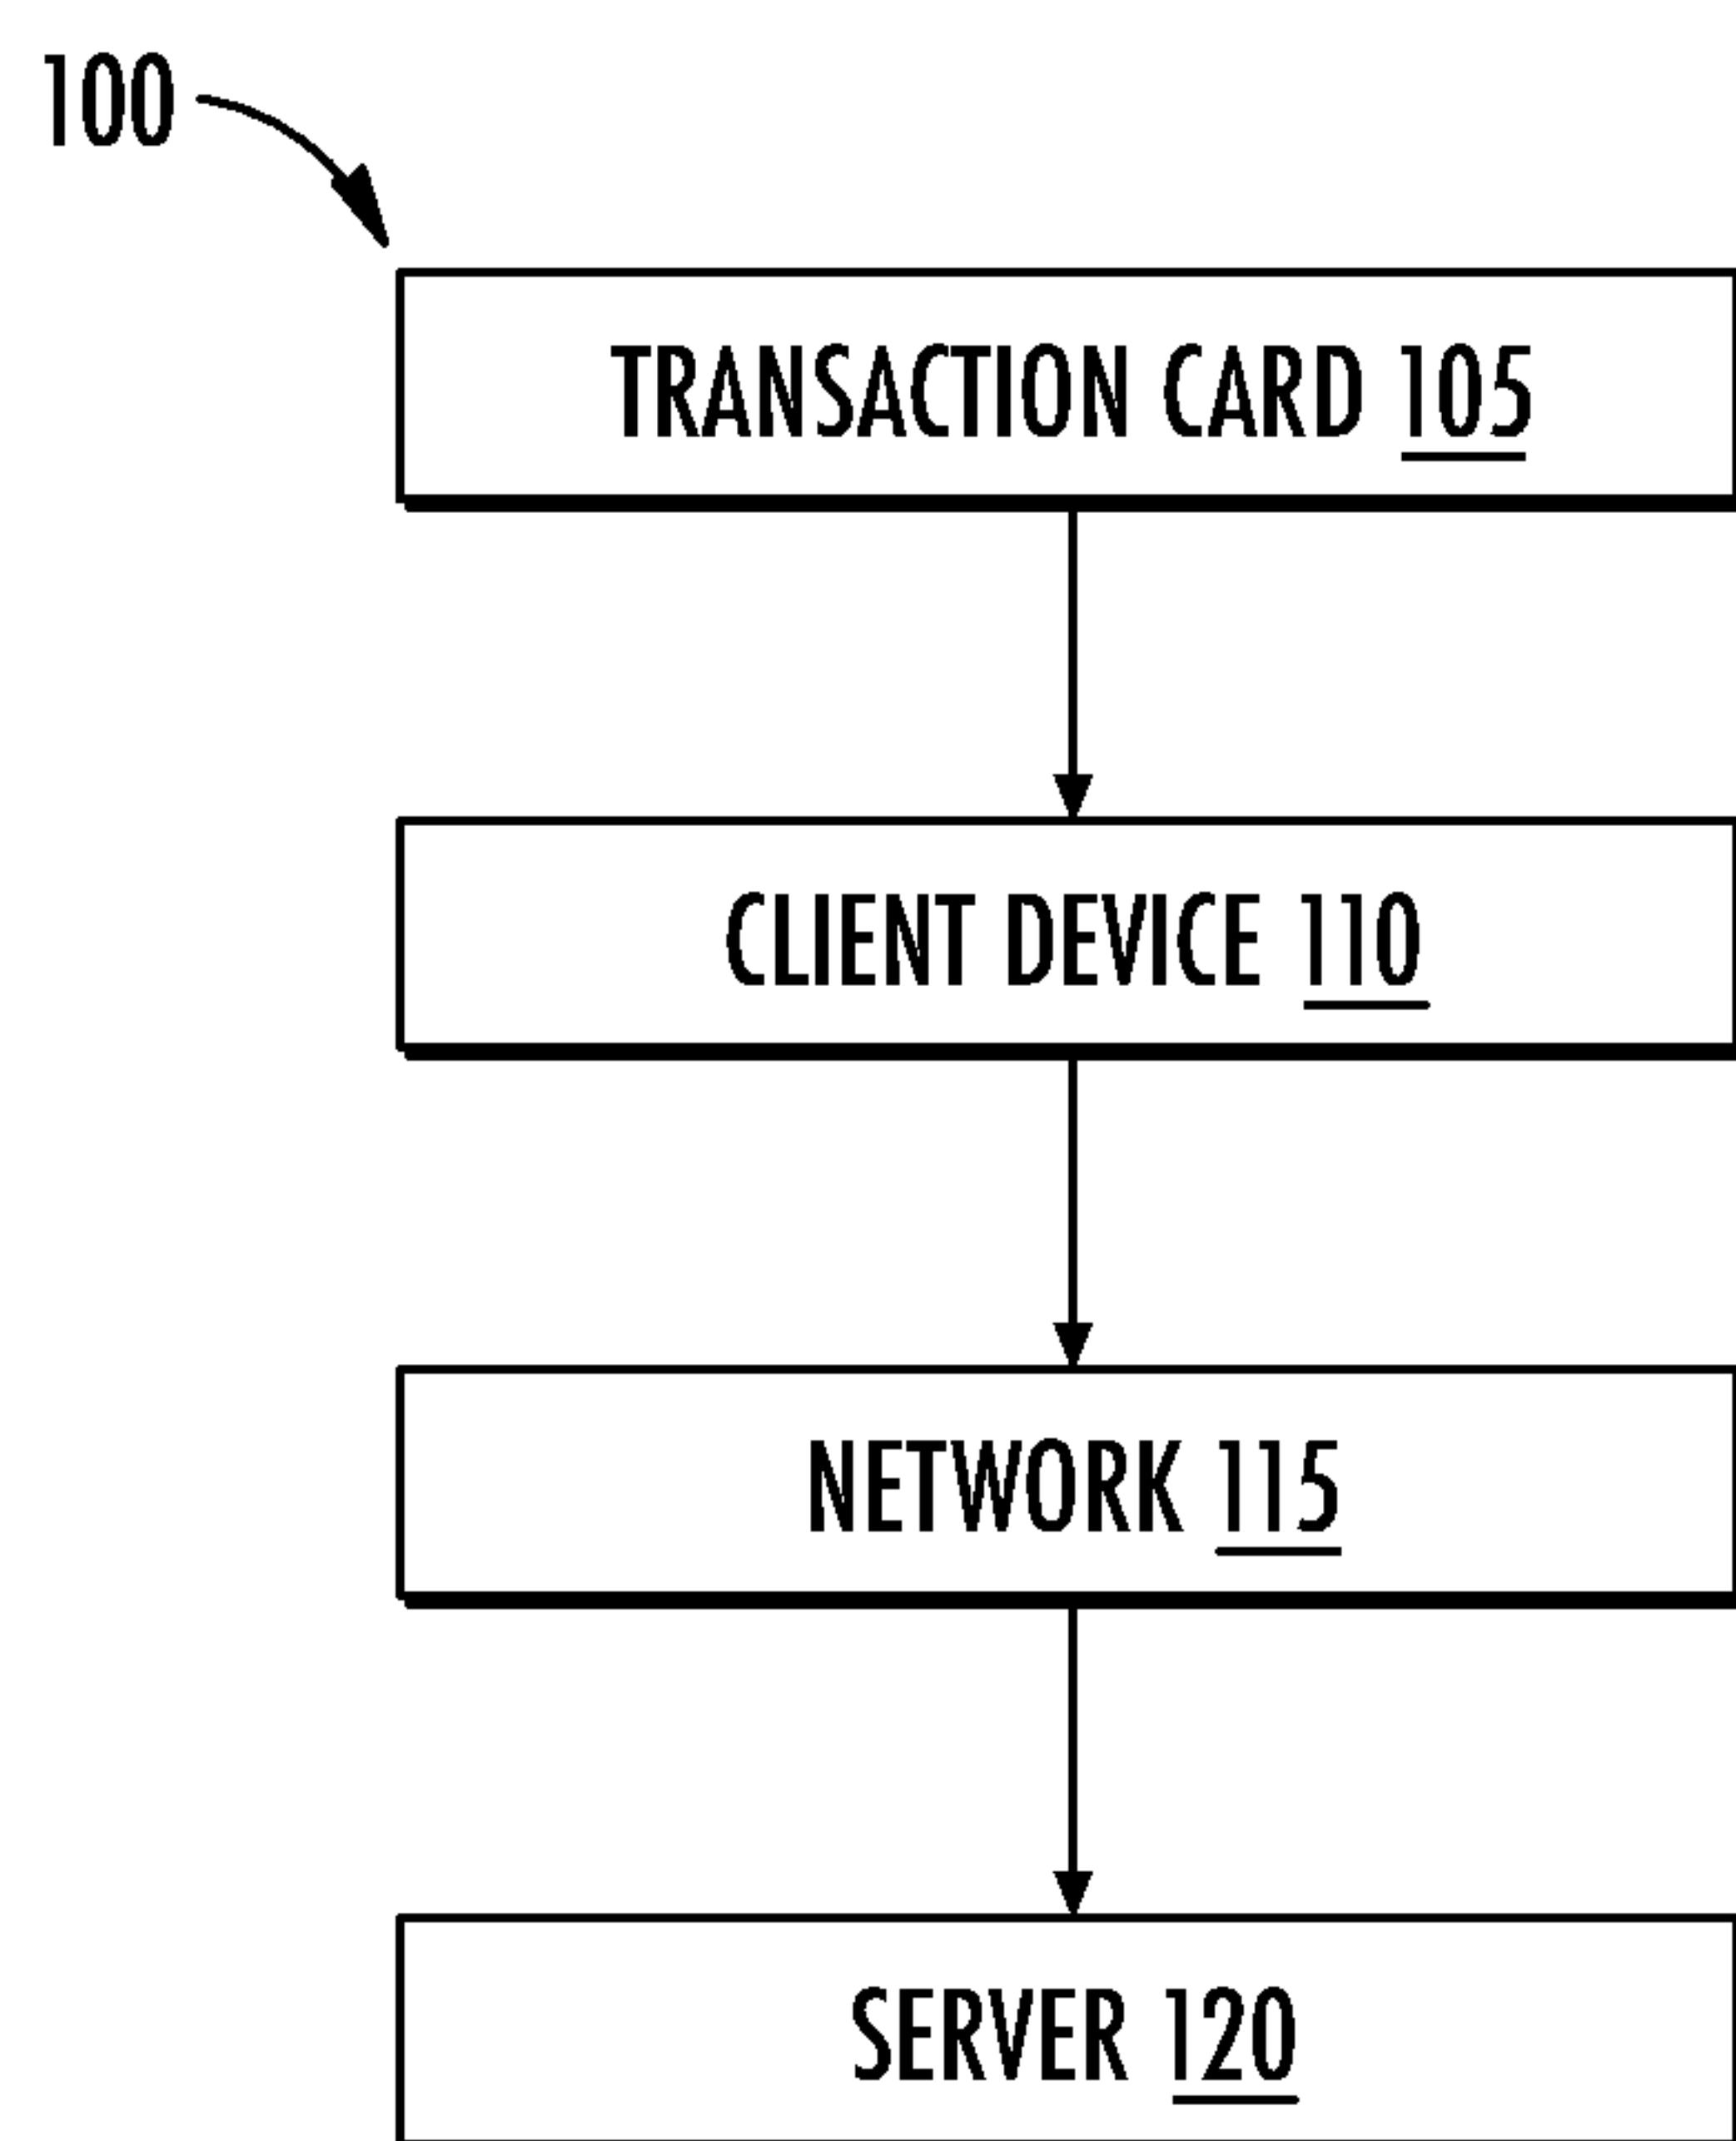 100
TRANSACTION CARD 105
CLIENT DEVICE 110
NETWORK 115
SERVER 120